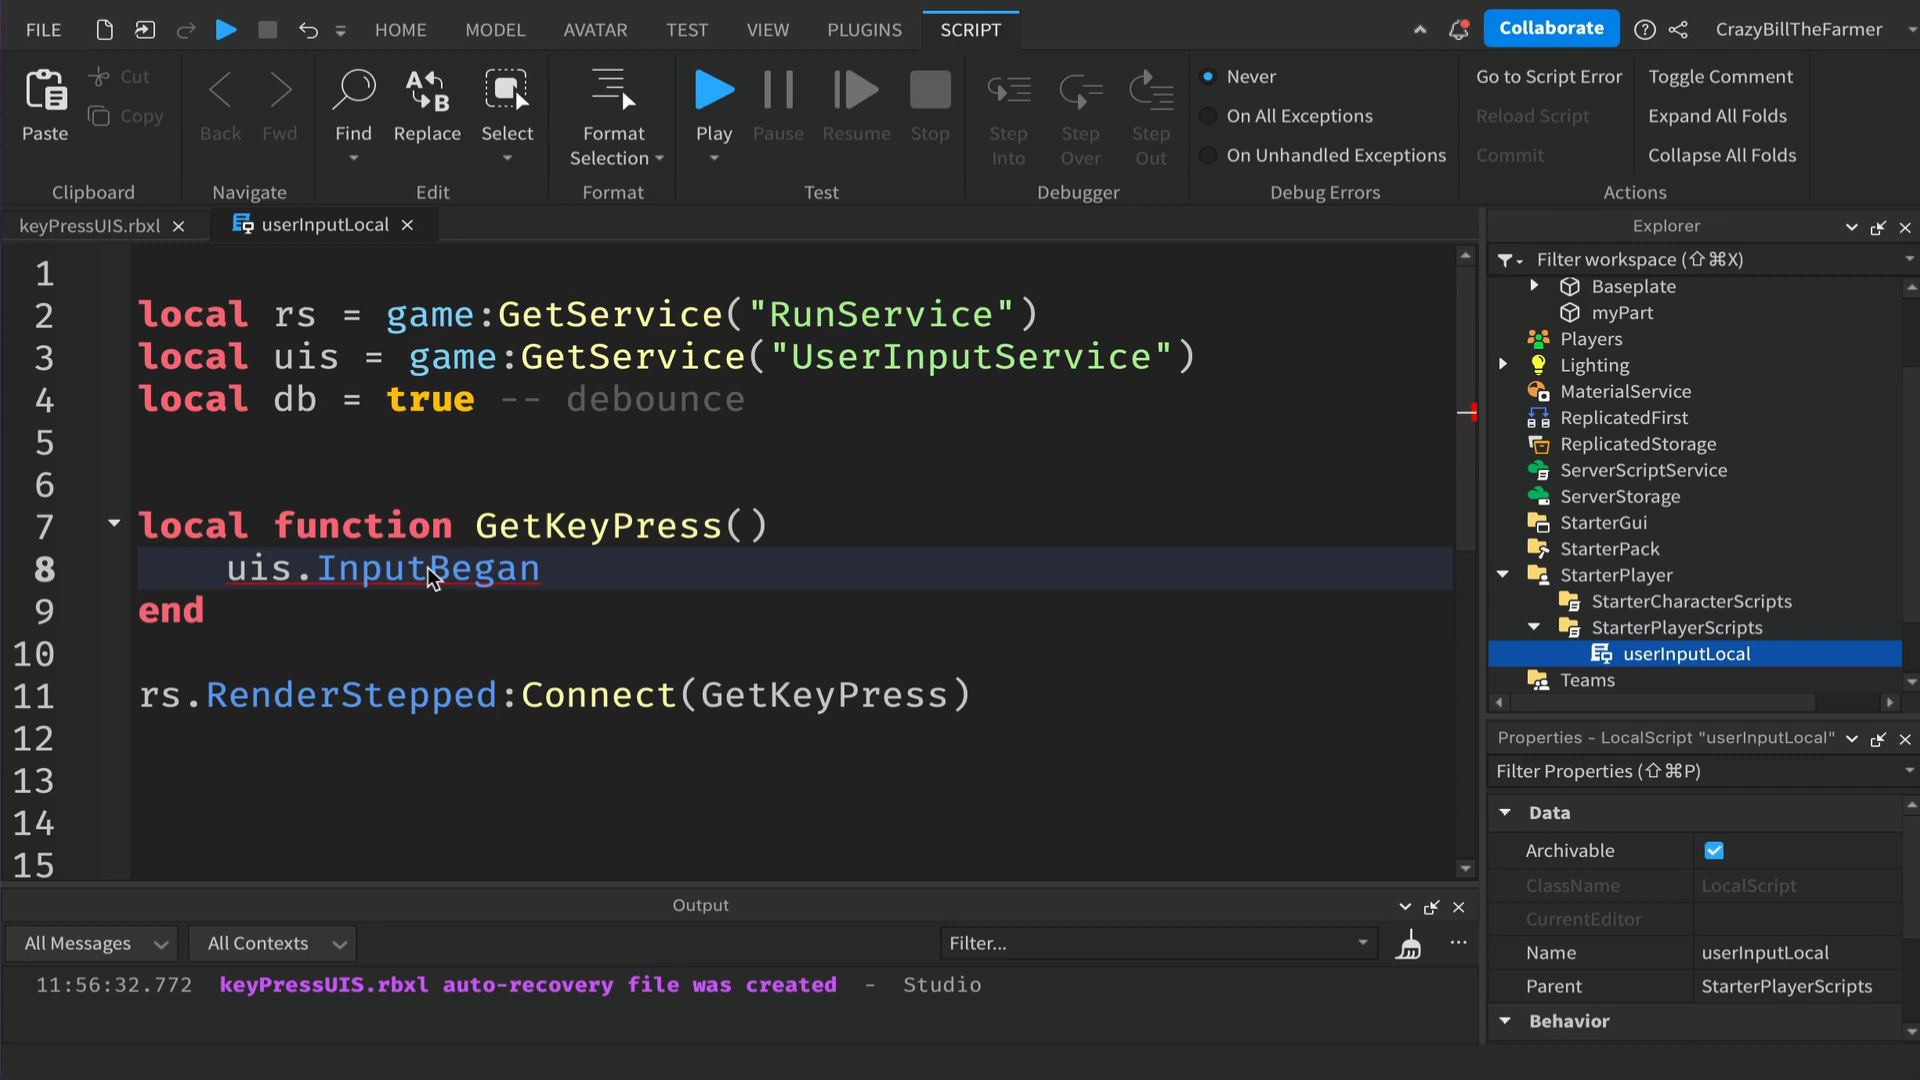 FILE HOME MODEL AVATAR TEST VIEW PLUGINS SCRIPT Collaborate CrazyBillTheFarmer
Paste Cut Copy Clipboard
Back Fwd Navigate
Find Replace Select Edit
Format Selection Format
Play Pause Resume Stop Test
Step Into Step Over Step Out Debugger
Never
On All Exceptions
On Unhandled Exceptions
Debug Errors
Go to Script Error Toggle Comment
Reload Script Expand All Folds
Commit Collapse All Folds
Actions
keyPressUIS.rbxl userInputLocal
1
2 local rs = game:GetService("RunService")
3 local uis = game:GetService("UserInputService")
4 local db = true -- debounce
5
6
7 local function GetKeyPress()
8 uis.InputBegan
9 end
10
11 rs.RenderStepped:Connect(GetKeyPress)
12
13
14
15
Explorer
Filter workspace (⇧⌘X)
Baseplate
myPart
Players
Lighting
MaterialService
ReplicatedFirst
ReplicatedStorage
ServerScriptService
ServerStorage
StarterGui
StarterPack
StarterPlayer
StarterCharacterScripts
StarterPlayerScripts
userInputLocal
Teams
Properties - LocalScript "userInputLocal"
Filter Properties (⇧⌘P)
Data
Archivable
ClassName LocalScript
CurrentEditor
Name userInputLocal
Parent StarterPlayerScripts
Behavior
Output
All Messages All Contexts Filter...
11:56:32.772 keyPressUIS.rbxl auto-recovery file was created - Studio